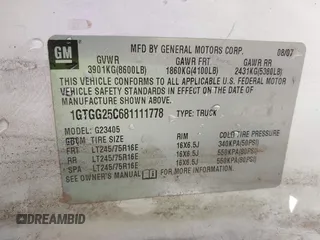 GM
MFD BY GENERAL MOTORS CORP. 08/07
GVWR GAWR FRT GAWR RR
3901KG(8600LB) 1860KG(4100LB) 2431KG(5360LB)
THIS VEHICLE CONFORMS TO ALL APPLICABLE U.S. FEDERAL MOTOR
VEHICLE SAFETY STANDARDS IN EFFECT ON THE DATE OF
MANUFACTURE SHOWN ABOVE.
1GTGG25C681111778 TYPE: TRUCK
MODEL: G23405
TIRE SIZE RIM COLD TIRE PRESSURE
FRT LT245/75R16E 16X6.5J 340KPA(50PSI)
RR LT245/75R16E 16X6.5J 550KPA(80PSI)
SPA LT245/75R16E 16X6.5J 550KPA(80PSI)
SEE OWNER'S MANUAL FOR INFORMATION.
DREAMBID